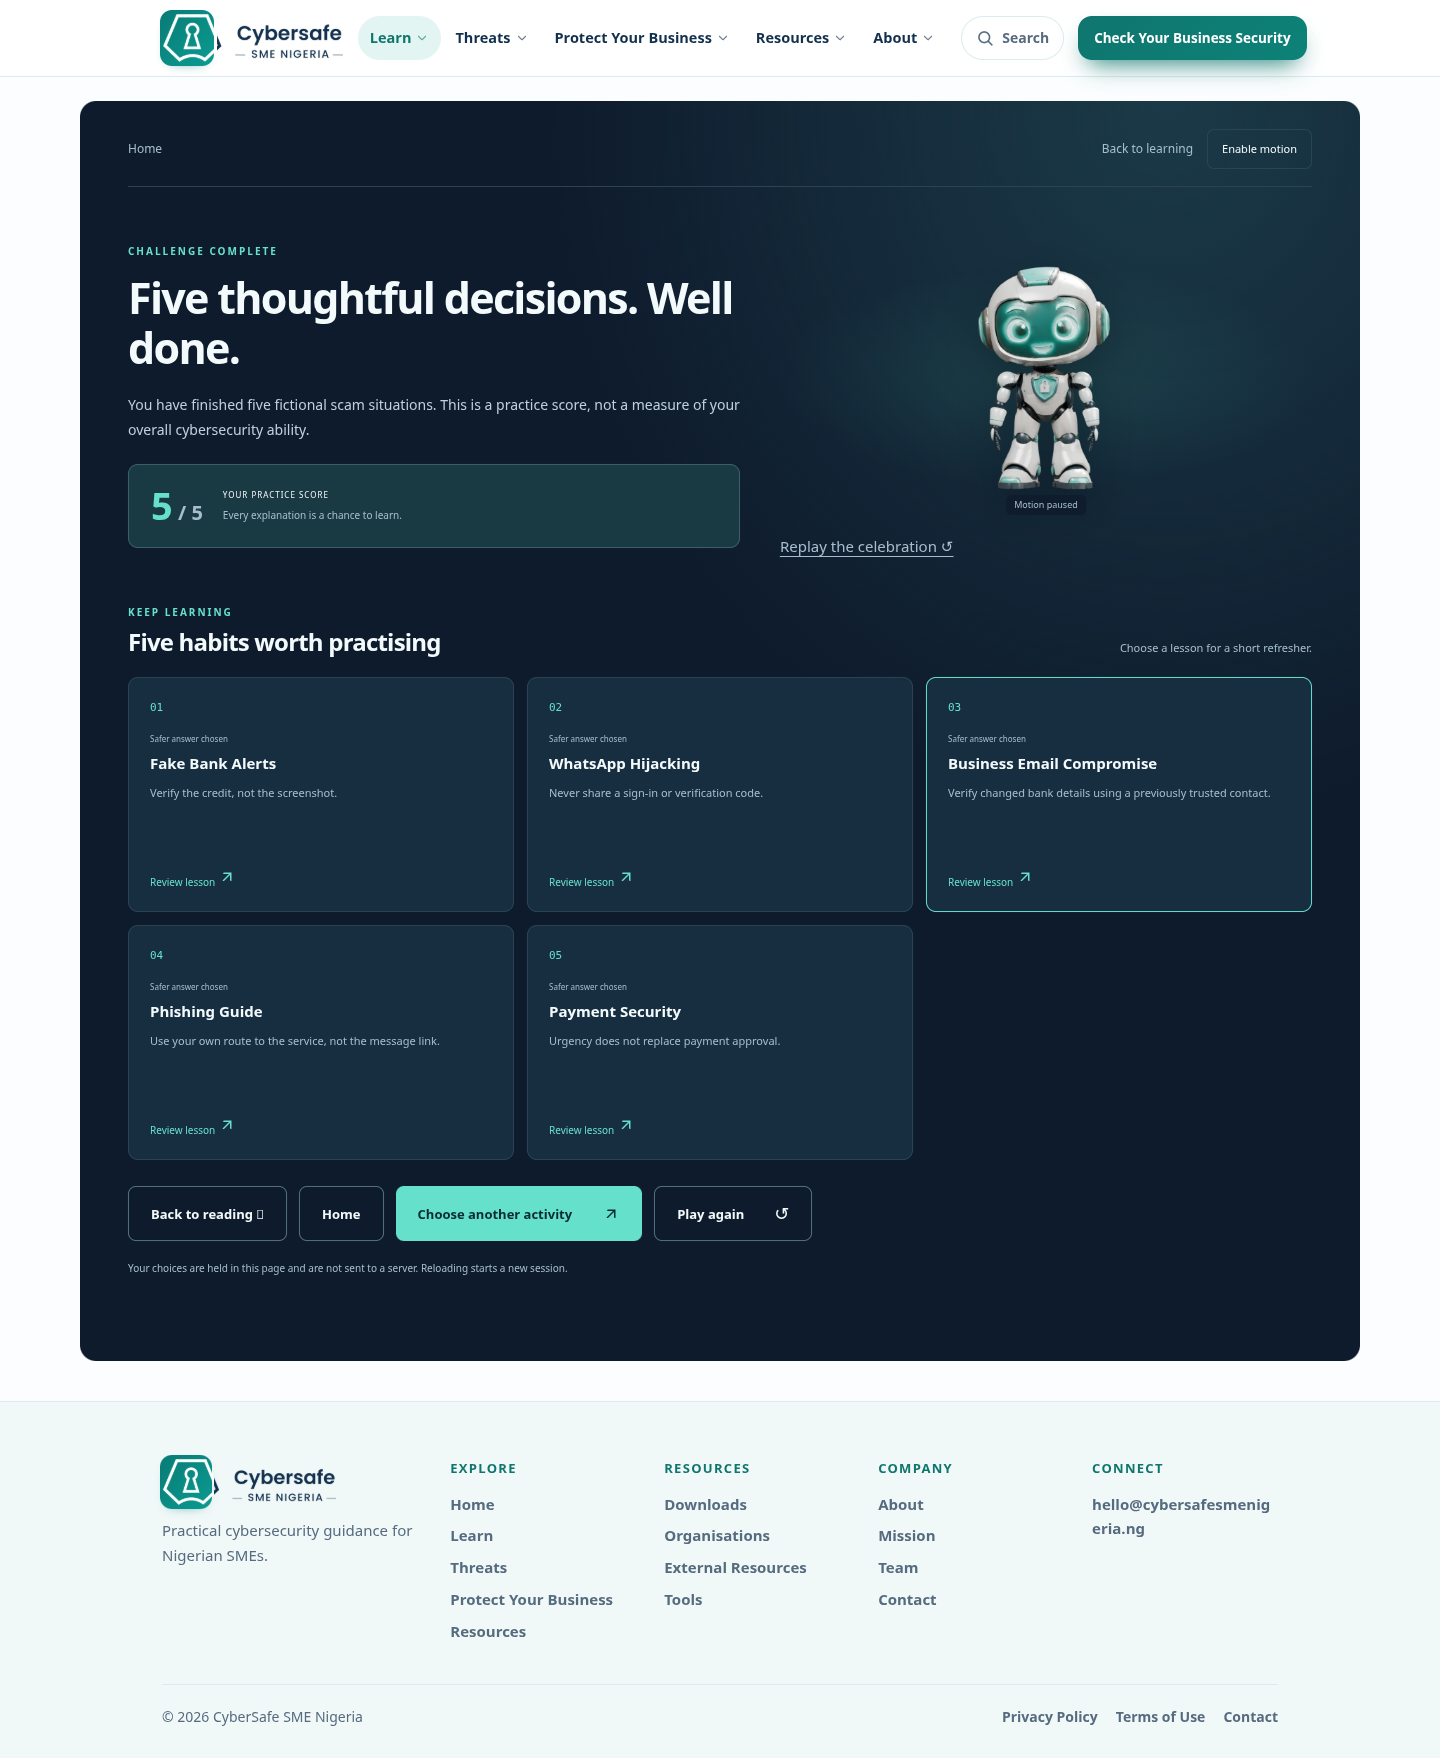 Cybersafe
SME NIGERIA
Learn
Threats
Protect Your Business
Resources
About
Search
Check Your Business Security
Home
Back to learning
Enable motion
CHALLENGE COMPLETE
Five thoughtful decisions. Well
done.
You have finished five fictional scam situations. This is a practice score, not a measure of your
overall cybersecurity ability.
5 / 5
YOUR PRACTICE SCORE
Every explanation is a chance to learn.
Motion paused
Replay the celebration ↺
KEEP LEARNING
Five habits worth practising
Choose a lesson for a short refresher.
01
Safer answer chosen
Fake Bank Alerts
Verify the credit, not the screenshot.
Review lesson
02
Safer answer chosen
WhatsApp Hijacking
Never share a sign-in or verification code.
Review lesson
03
Safer answer chosen
Business Email Compromise
Verify changed bank details using a previously trusted contact.
Review lesson
04
Safer answer chosen
Phishing Guide
Use your own route to the service, not the message link.
Review lesson
05
Safer answer chosen
Payment Security
Urgency does not replace payment approval.
Review lesson
Back to reading
Home
Choose another activity
Play again ↺
Your choices are held in this page and are not sent to a server. Reloading starts a new session.
Cybersafe
SME NIGERIA
Practical cybersecurity guidance for
Nigerian SMEs.
EXPLORE
Home
Learn
Threats
Protect Your Business
Resources
RESOURCES
Downloads
Organisations
External Resources
Tools
COMPANY
About
Mission
Team
Contact
CONNECT
hello@cybersafesmenig
eria.ng
© 2026 CyberSafe SME Nigeria
Privacy Policy
Terms of Use
Contact